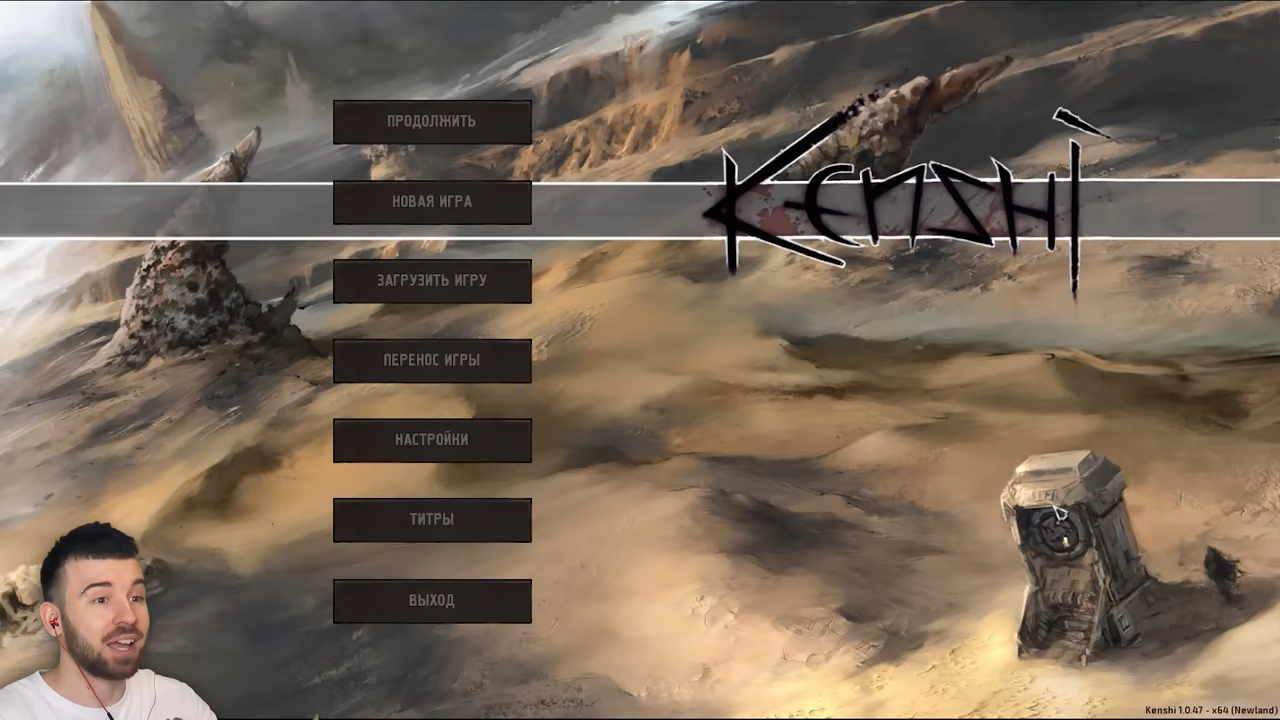 ПРОДОЛЖИТЬ
НОВАЯ ИГРА
Kenshi
ЗАГРУЗИТЬ ИГРУ
ПЕРЕНОС ИГРЫ
НАСТРОЙКИ
ТИТРЫ
ВЫХОД
Kenshi 1.0.47 - x64 (Newland)